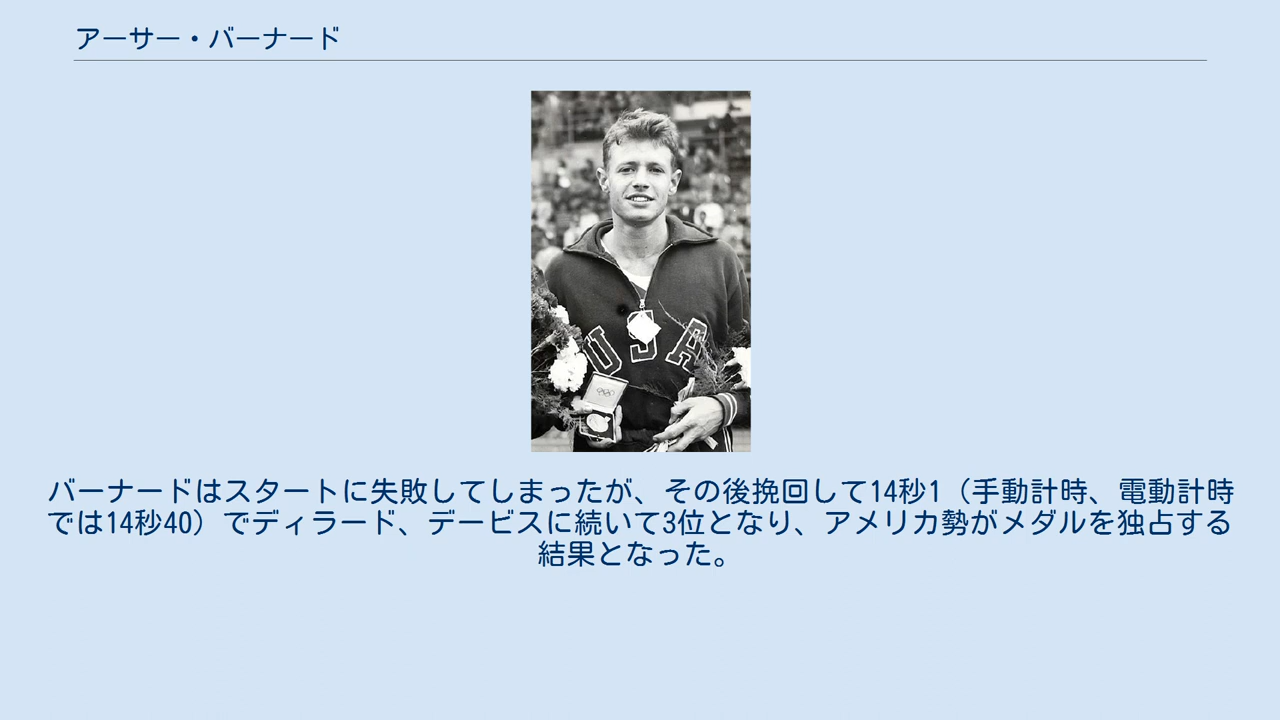 アーサー・バーナード
USA
バーナードはスタートに失敗してしまったが、その後挽回して14秒1（手動計時、電動計時
では14秒40）でディラード、デービスに続いて3位となり、アメリカ勢がメダルを独占する
結果となった。